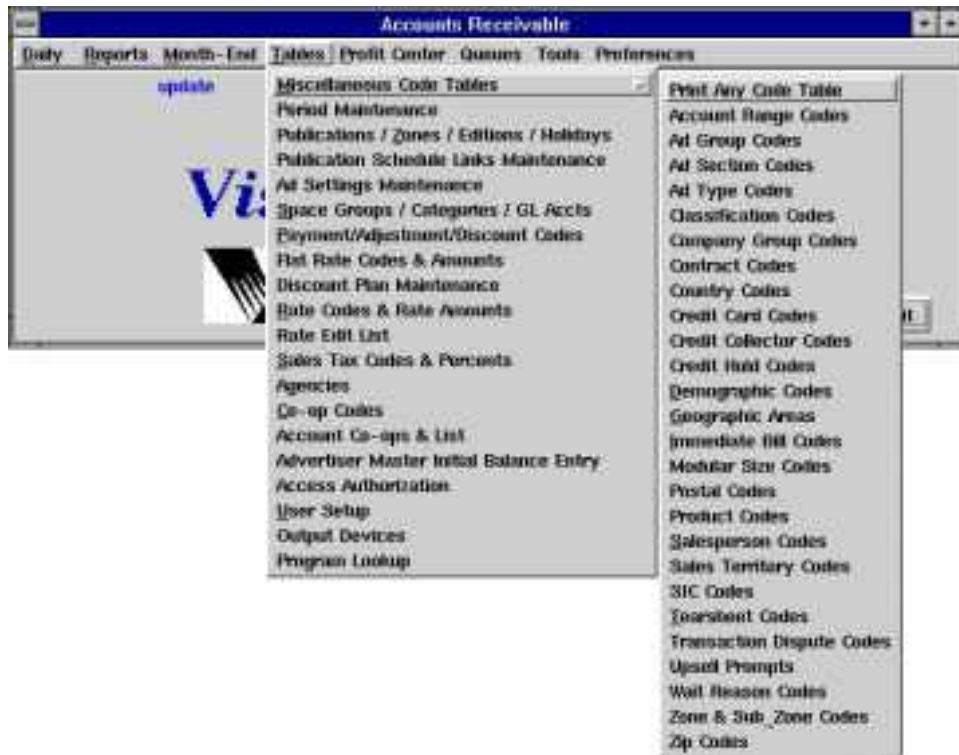 Accounts Receivable
Daily Reports Month-End Tables Profit Center Queues Tools Preferences
update
Miscellaneous Code Tables
Period Maintenance
Publications / Zones / Editions / Holidays
Publication Schedule Links Maintenance
Ad Settings Maintenance
Space Groups / Categories / GL Accts
Payment/Adjustment/Discount Codes
Flat Rate Codes & Amounts
Discount Plan Maintenance
Rate Codes & Rate Amounts
Rate Edit List
Sales Tax Codes & Percents
Agencies
Co-op Codes
Account Co-ops & List
Advertiser Master Initial Balance Entry
Access Authorization
User Setup
Output Devices
Program Lookup
Print Any Code Table
Account Range Codes
Ad Group Codes
Ad Section Codes
Ad Type Codes
Classification Codes
Company Group Codes
Contract Codes
Country Codes
Credit Card Codes
Credit Collector Codes
Credit Hold Codes
Demographic Codes
Geographic Areas
Immediate Bill Codes
Modular Size Codes
Postal Codes
Product Codes
Salesperson Codes
Sales Territory Codes
SIC Codes
Tearsheet Codes
Transaction Dispute Codes
Upsell Prompts
Wait Reason Codes
Zone & Sub_Zone Codes
Zip Codes